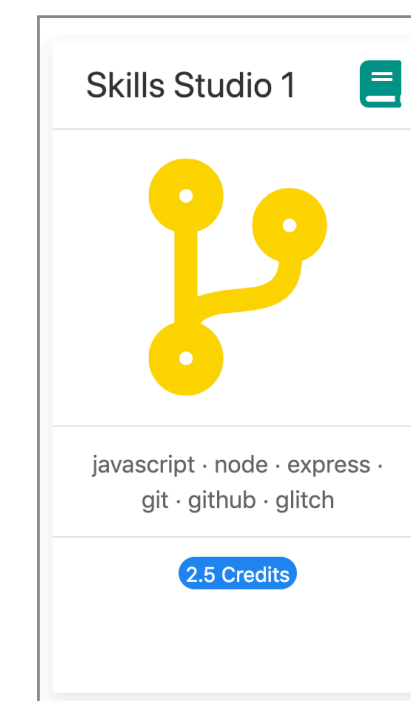 Skills Studio 1
javascript · node · express ·
git · github · glitch
2.5 Credits